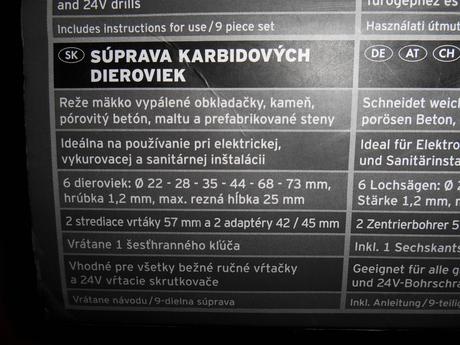 and 24V drills
Includes instructions for use / 9 piece set
SK SÚPRAVA KARBIDOVÝCH
DIEROVIEK
Reže mäkko vypálené obkladačky, kameň,
pórovitý betón, maltu a prefabrikované steny
Ideálna na používanie pri elektrickej,
vykurovacej a sanitárnej inštalácii
6 dieroviek: Ø 22 - 28 - 35 - 44 - 68 - 73 mm,
hrúbka 1,2 mm, max. rezná hĺbka 25 mm
2 strediace vrtáky 57 mm a 2 adaptéry 42 / 45 mm
Vrátane 1 šesťhranného kľúča
Vhodné pre všetky bežné ručné vŕtačky
a 24V vŕtacie skrutkovače
Vrátane návodu / 9-dielna súprava
Használati útmut
DE AT CH
Schneidet weich
porösen Beton,
Ideal für Elektro
und Sanitärinsta
6 Lochsägen: Ø
Stärke 1,2 mm, m
2 Zentrierbohrer 5
Inkl. 1 Sechskants
Geeignet für alle g
und 24V-Bohrschra
Inkl. Anleitung / 9-teilig